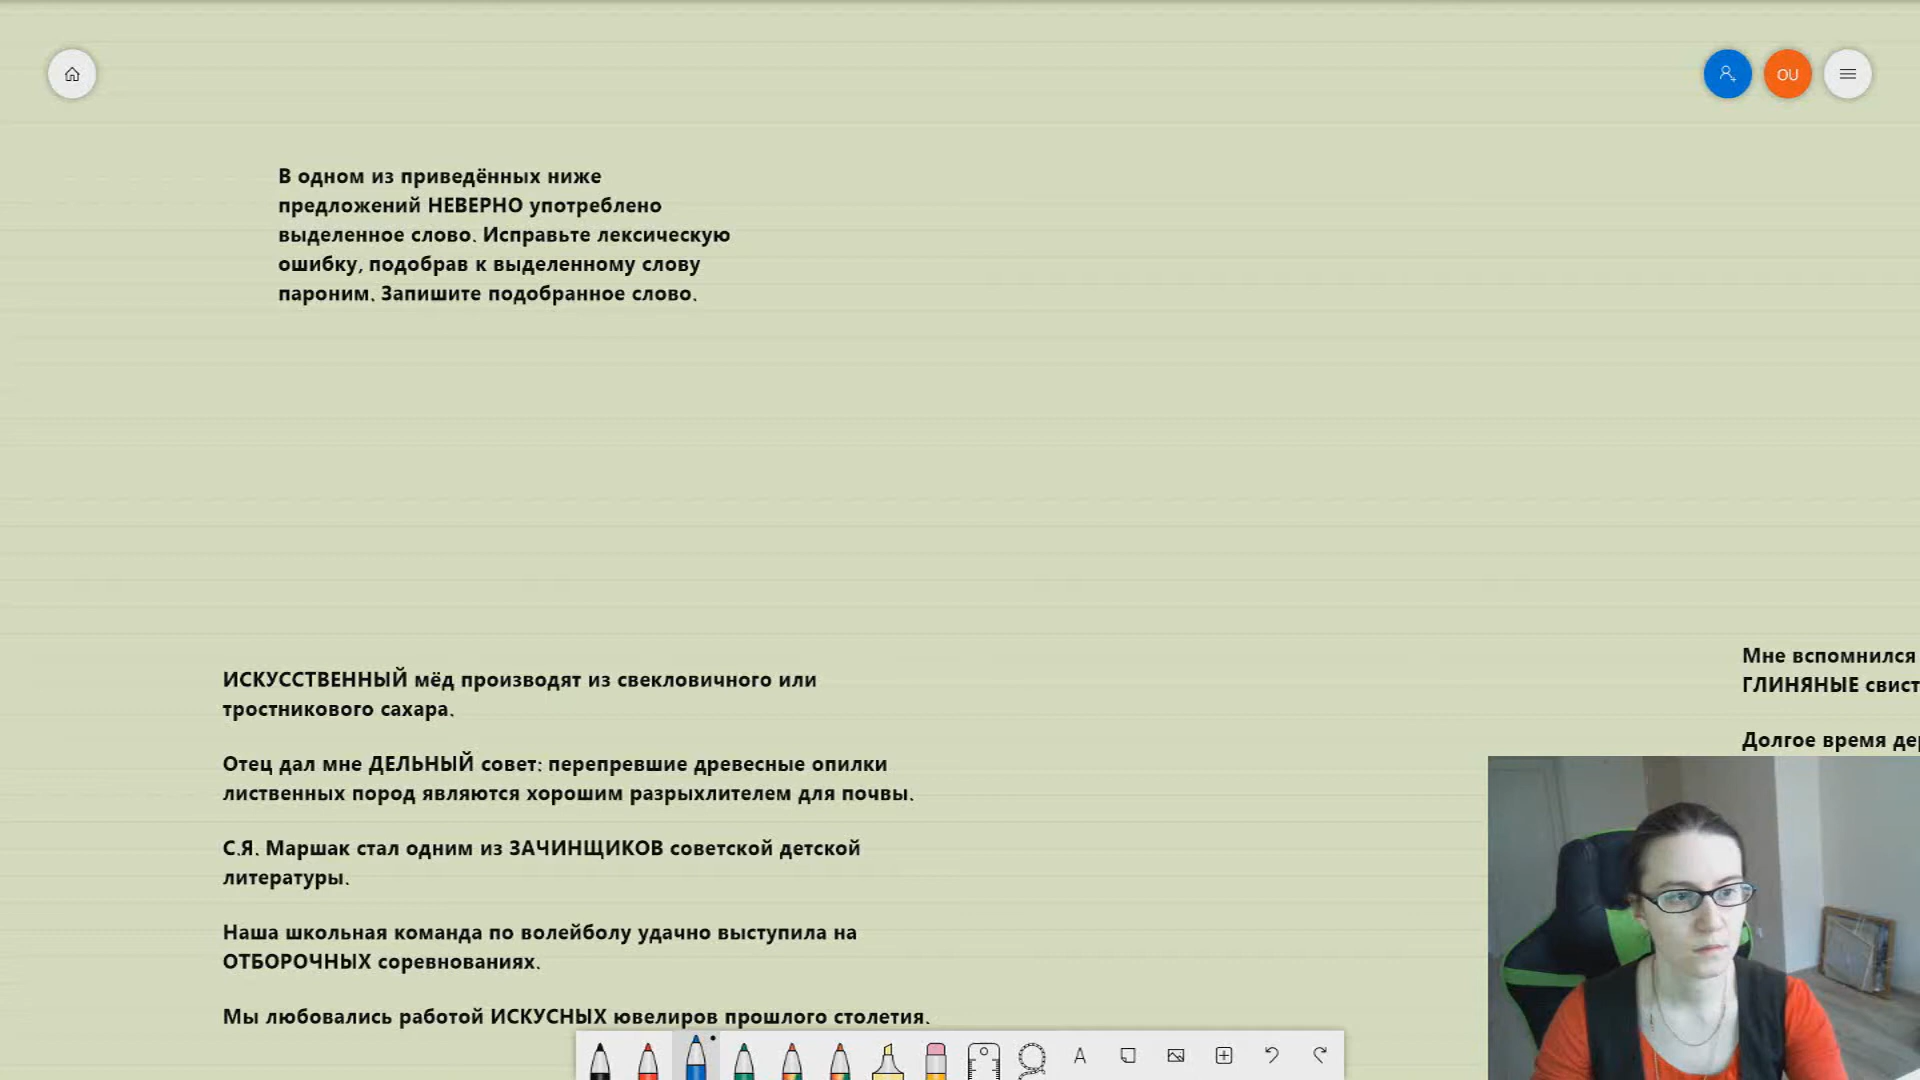 OU
В одном из приведённых ниже
предложений НЕВЕРНО употреблено
выделенное слово. Исправьте лексическую
ошибку, подобрав к выделенному слову
пароним. Запишите подобранное слово.
ИСКУССТВЕННЫЙ мёд производят из свекловичного или
тростникового сахара.
Отец дал мне ДЕЛЬНЫЙ совет: перепревшие древесные опилки
лиственных пород являются хорошим разрыхлителем для почвы.
С.Я. Маршак стал одним из ЗАЧИНЩИКОВ советской детской
литературы.
Наша школьная команда по волейболу удачно выступила на
ОТБОРОЧНЫХ соревнованиях.
Мы любовались работой ИСКУСНЫХ ювелиров прошлого столетия.
Мне вспомнился
ГЛИНЯНЫЕ
Долгое время